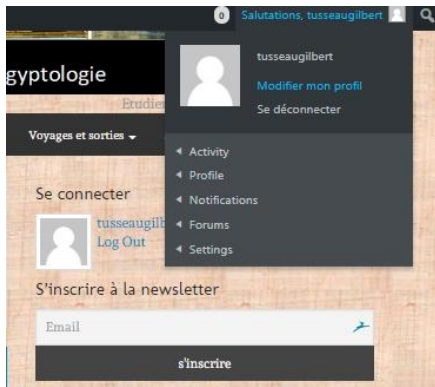 0 Salutations, tusseaugilbert
tusseaugilbert
Modifier mon profil
Se déconnecter
gyptologie
Etudie
Voyages et sorties
Activity
Profile
Notifications
Forums
Settings
Se connecter
tusseaugilb
Log Out
S'inscrire à la newsletter
Email
s'inscrire